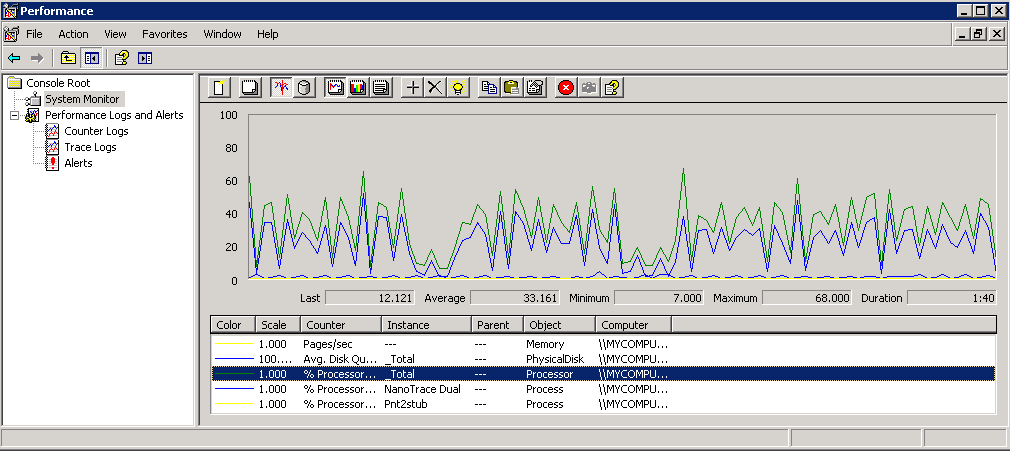 Performance
File Action View Favorites Window Help
Console Root
System Monitor
Performance Logs and Alerts
Counter Logs
Trace Logs
Alerts
100
80
60
40
20
0
Last 12.121 Average 33.161 Minimum 7.000 Maximum 68.000 Duration 1:40
Color Scale Counter Instance Parent Object Computer
1.000 Pages/sec --- --- Memory \\MYCOMPU...
100.... Avg. Disk Qu... _Total --- PhysicalDisk \\MYCOMPU...
1.000 % Processor... _Total --- Processor \\MYCOMPU...
1.000 % Processor... NanoTrace Dual --- Process \\MYCOMPU...
1.000 % Processor... Pnt2stub --- Process \\MYCOMPU...